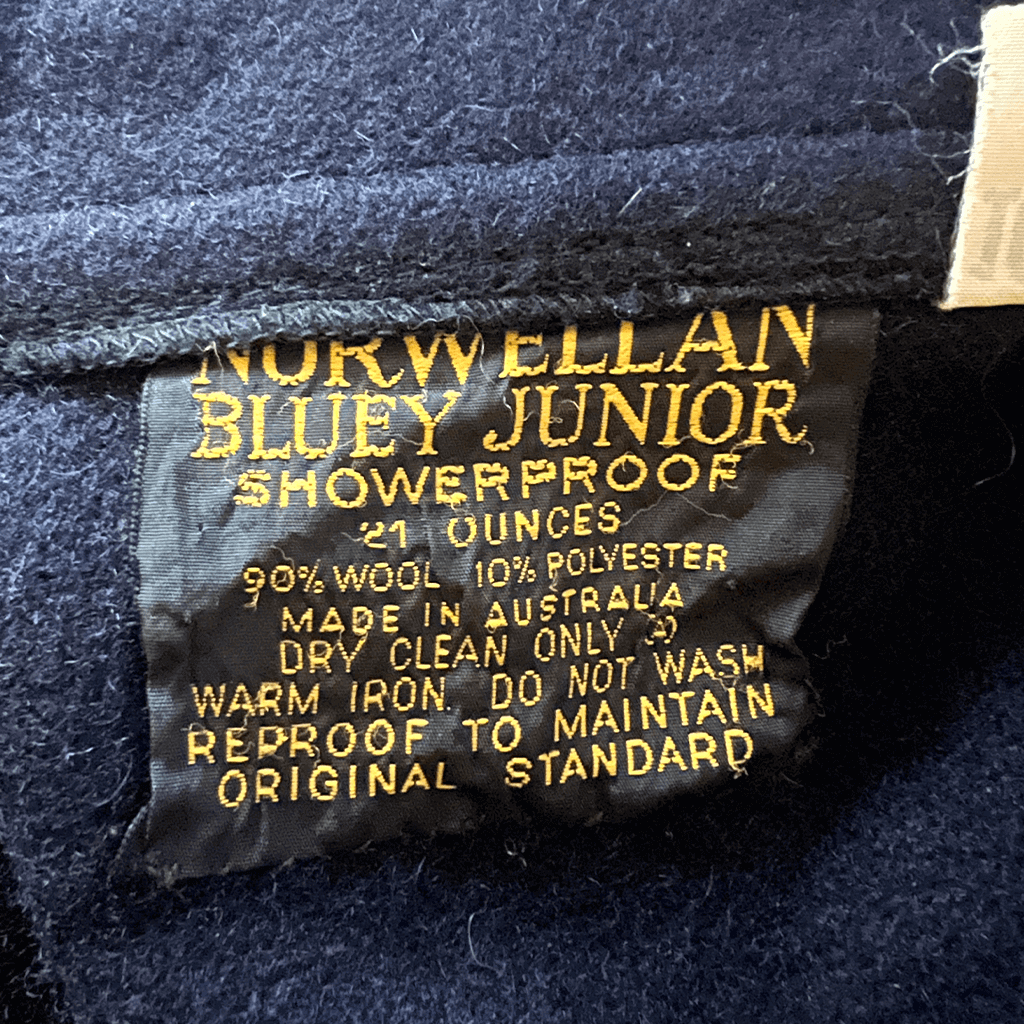 NORWELLAN
BLUEY JUNIOR
SHOWERPROOF
21 OUNCES
90% WOOL 10% POLYESTER
MADE IN AUSTRALIA
DRY CLEAN ONLY Ⓐ
WARM IRON. DO NOT WASH
REPROOF TO MAINTAIN
ORIGINAL STANDARD